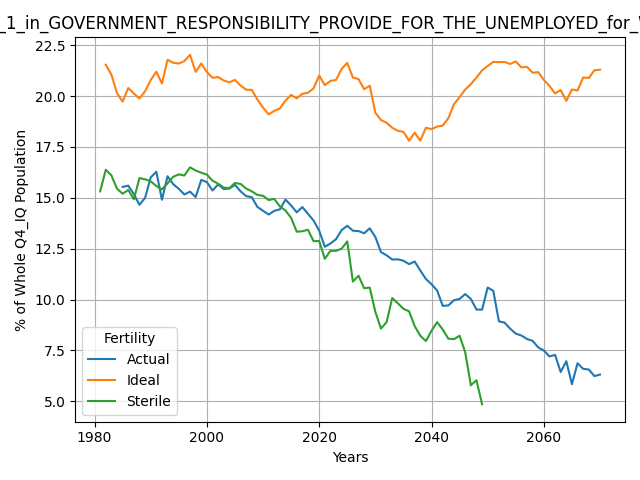 _1_in_GOVERNMENT_RESPONSIBILITY_PROVIDE_FOR_THE_UNEMPLOYED_for_
% of Whole Q4_IQ Population
22.5
20.0
17.5
15.0
12.5
10.0
7.5
5.0
Fertility
Actual
Ideal
Sterile
1980
2000
2020
2040
2060
Years